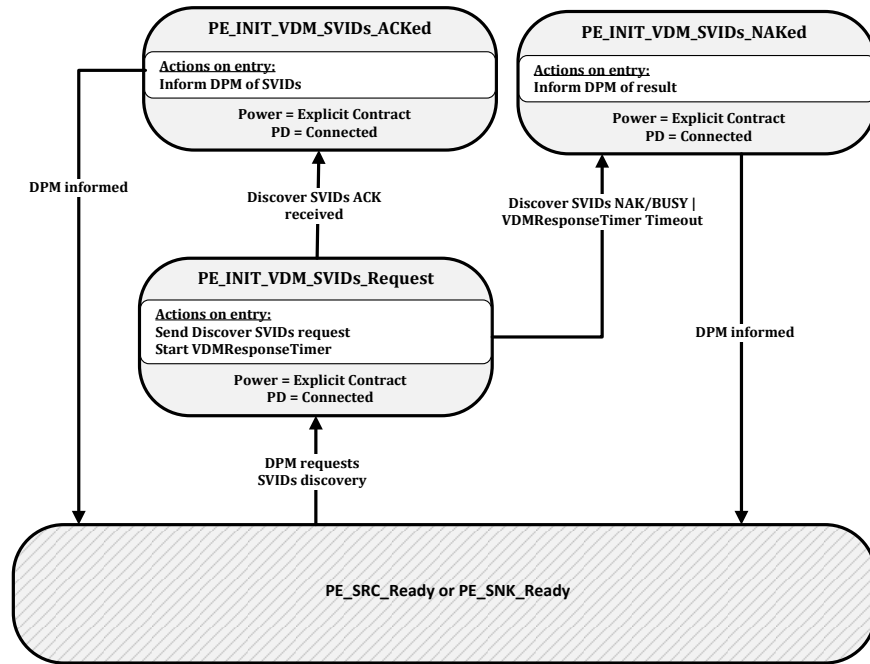 PE_INIT_VDM_SVIDs_ACKed
Actions on entry:
Inform DPM of SVIDs
Power = Explicit Contract
PD = Connected
PE_INIT_VDM_SVIDs_NAKed
Actions on entry:
Inform DPM of result
Power = Explicit Contract
PD = Connected
DPM informed
Discover SVIDs ACK
received
Discover SVIDs NAK/BUSY |
VDMResponseTimer Timeout
PE_INIT_VDM_SVIDs_Request
Actions on entry:
Send Discover SVIDs request
Start VDMResponseTimer
Power = Explicit Contract
PD = Connected
DPM informed
DPM requests
SVIDs discovery
PE_SRC_Ready or PE_SNK_Ready